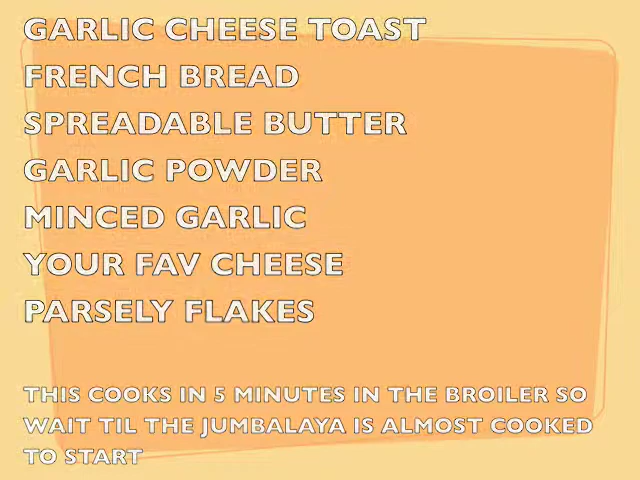 GARLIC CHEESE TOAST
FRENCH BREAD
SPREADABLE BUTTER
GARLIC POWDER
MINCED GARLIC
YOUR FAV CHEESE
PARSELY FLAKES
THIS COOKS IN 5 MINUTES IN THE BROILER SO
WAIT TIL THE JUMBALAYA IS ALMOST COOKED
TO START